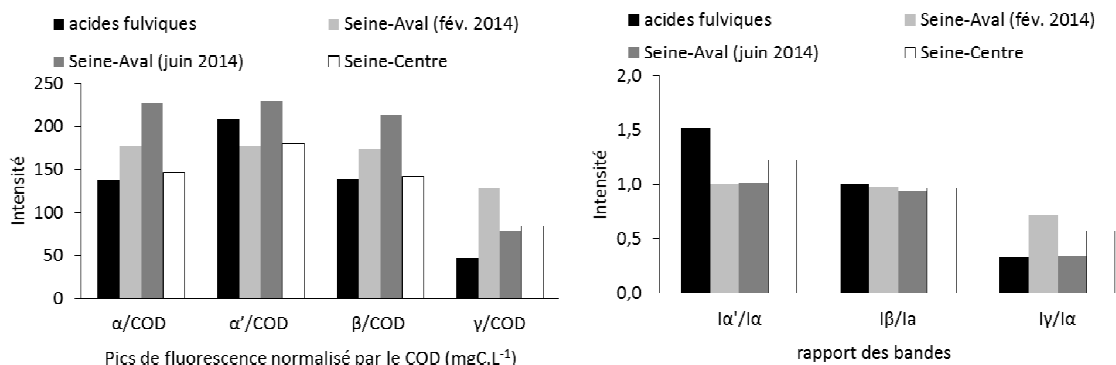 acides fulviques
Seine-Aval (fév. 2014)
Seine-Aval (juin 2014)
Seine-Centre
250
200
150
100
50
0
Intensité
α/COD
α’/COD
β/COD
γ/COD
Pics de fluorescence normalisé par le COD (mgC.L⁻¹)
acides fulviques
Seine-Aval (fév. 2014)
Seine-Aval (juin 2014)
Seine-Centre
2,0
1,5
1,0
0,5
0,0
Intensité
Iα'/Iα
Iβ/Ia
Iγ/Iα
rapport des bandes